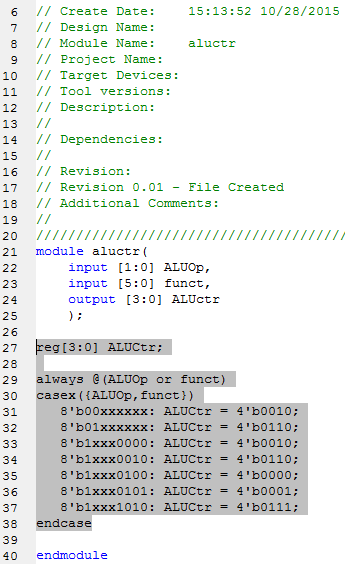 6 // Create Date: 15:13:52 10/28/2015
7 // Design Name:
8 // Module Name: aluctr
9 // Project Name:
10 // Target Devices:
11 // Tool versions:
12 // Description:
13 //
14 // Dependencies:
15 //
16 // Revision:
17 // Revision 0.01 - File Created
18 // Additional Comments:
19 //
20 ///////////////////////////////////////
21 module aluctr(
22 input [1:0] ALUOp,
23 input [5:0] funct,
24 output [3:0] ALUctr
25 );
26
27 reg[3:0] ALUCtr;
28
29 always @(ALUOp or funct)
30 casex({ALUOp,funct})
31 8'b00xxxxxx: ALUCtr = 4'b0010;
32 8'b01xxxxxx: ALUCtr = 4'b0110;
33 8'b1xxx0000: ALUCtr = 4'b0010;
34 8'b1xxx0010: ALUCtr = 4'b0110;
35 8'b1xxx0100: ALUCtr = 4'b0000;
36 8'b1xxx0101: ALUCtr = 4'b0001;
37 8'b1xxx1010: ALUCtr = 4'b0111;
38 endcase
39
40 endmodule